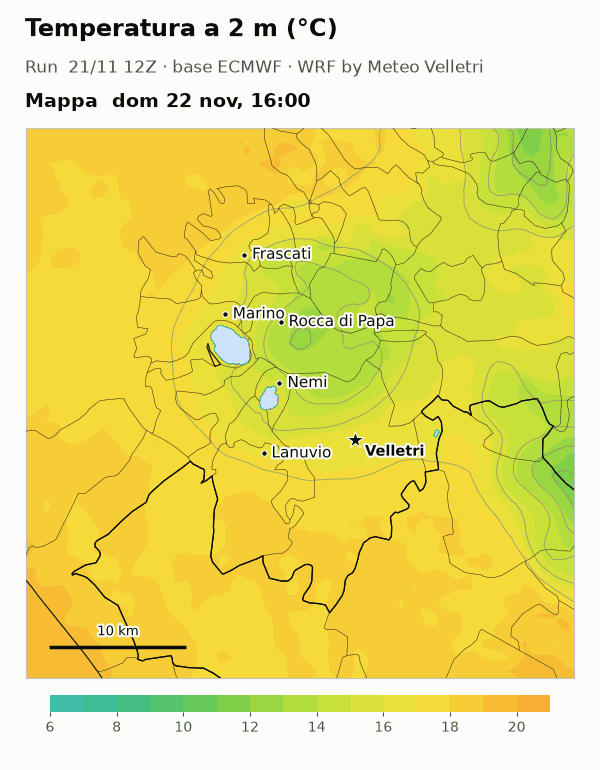 Temperatura a 2 m (°C)
Run  21/11 12Z · base ECMWF · WRF by Meteo Velletri
Mappa  dom 22 nov, 16:00
Frascati
Marino
Rocca di Papa
Nemi
Velletri
Lanuvio
10 km
6 8 10 12 14 16 18 20